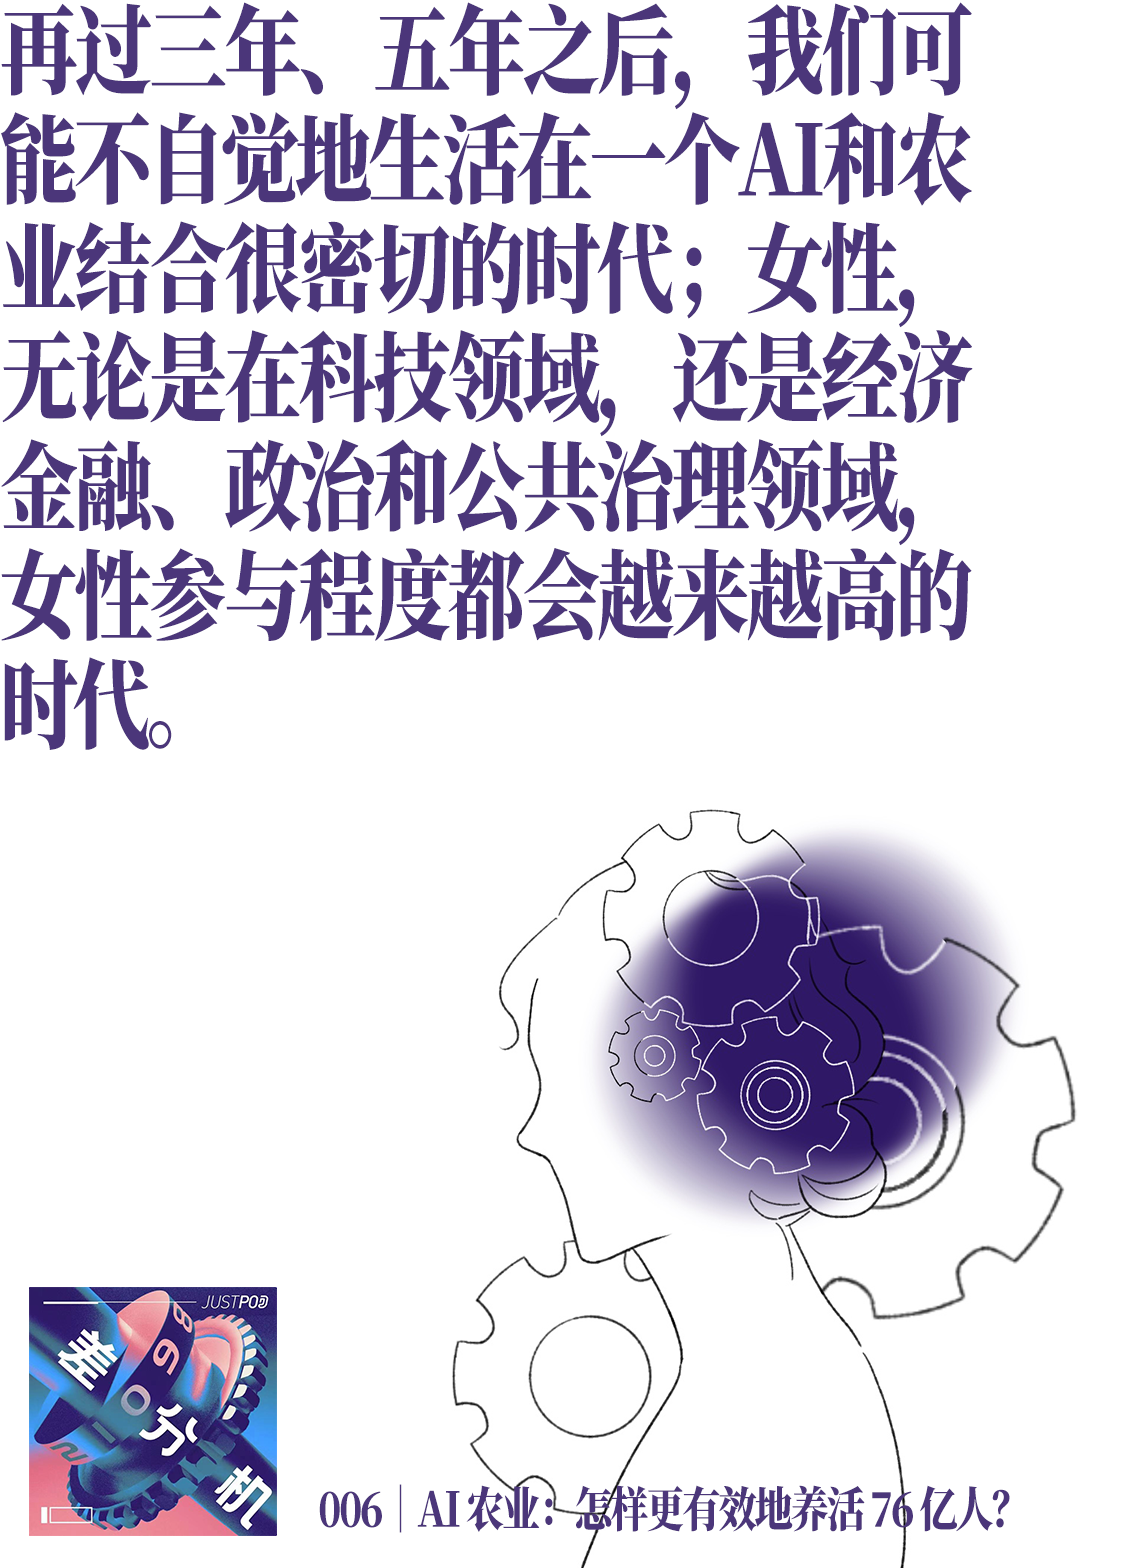 再过三年、五年之后，我们可
能不自觉地生活在一个AI和农
业结合很密切的时代；女性，
无论是在科技领域，还是经济
金融、政治和公共治理领域，
女性参与程度都会越来越高的
时代。
JUSTPOD
差分机
006｜AI 农业：怎样更有效地养活 76 亿人？